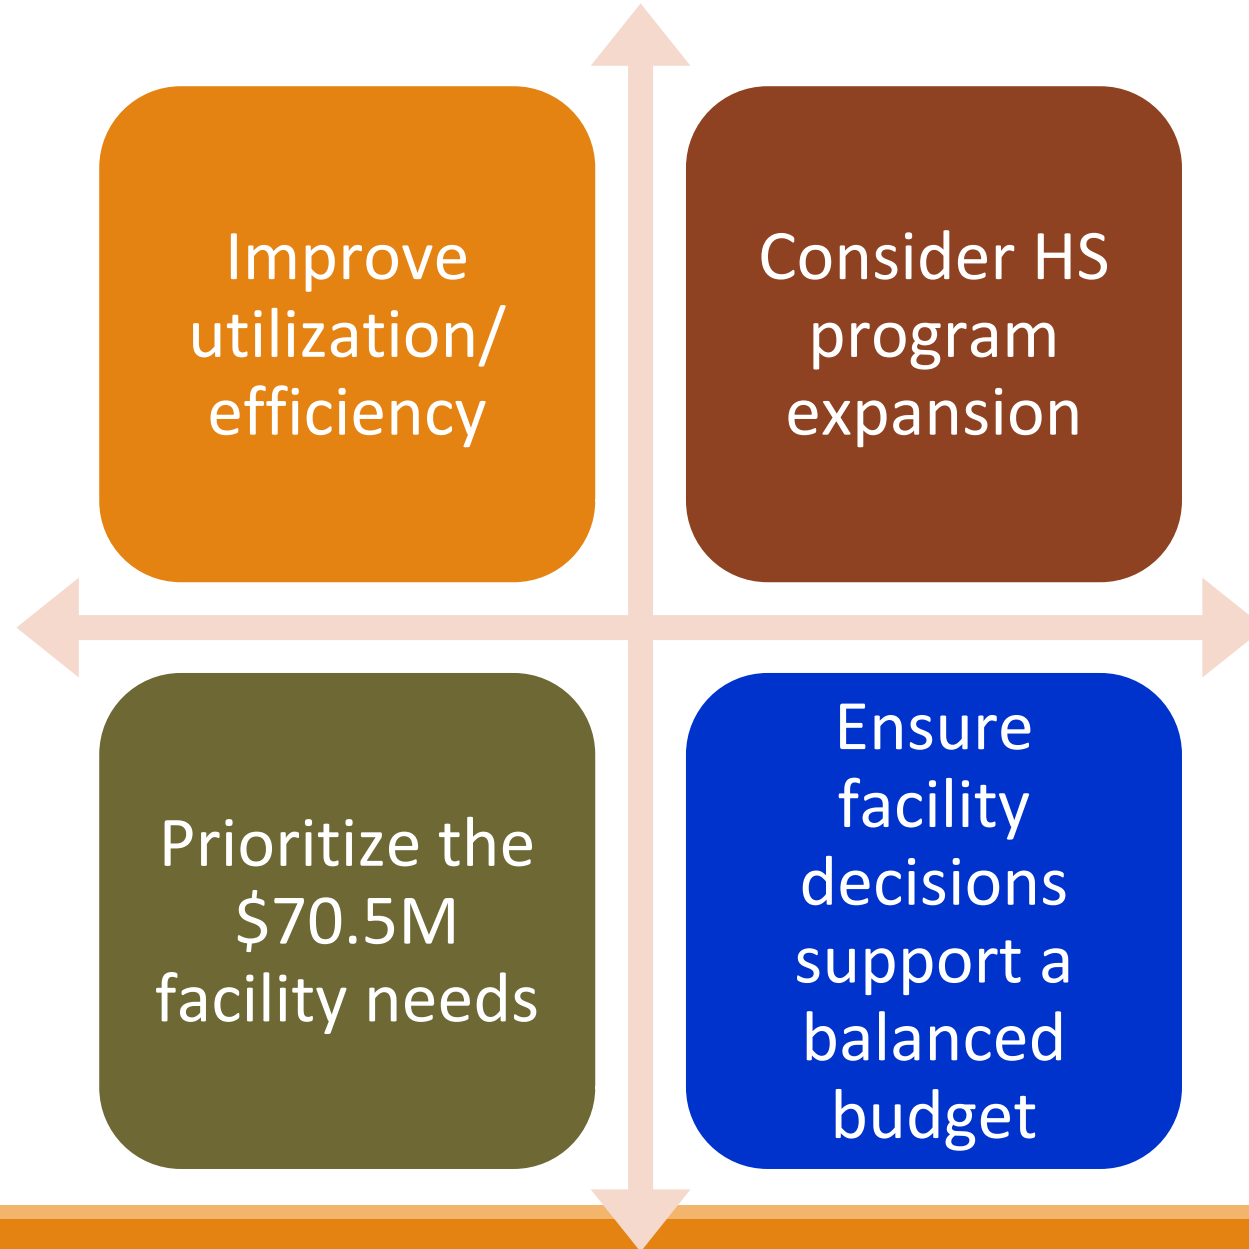 Improve
utilization/
efficiency
Consider HS
program
expansion
Prioritize the
$70.5M
facility needs
Ensure
facility
decisions
support a
balanced
budget